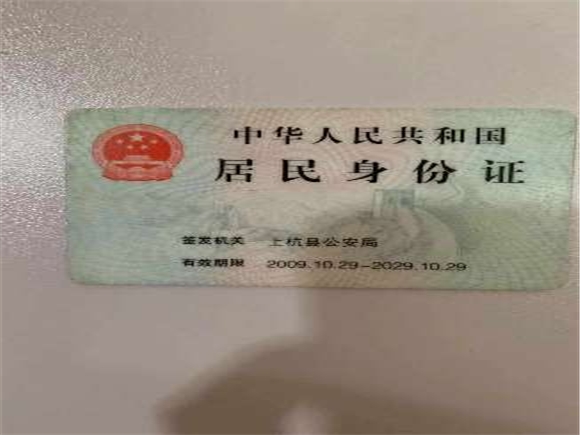 中华人民共和国
居民身份证
签发机关 上杭县公安局
有效期限 2009.10.29-2029.10.29